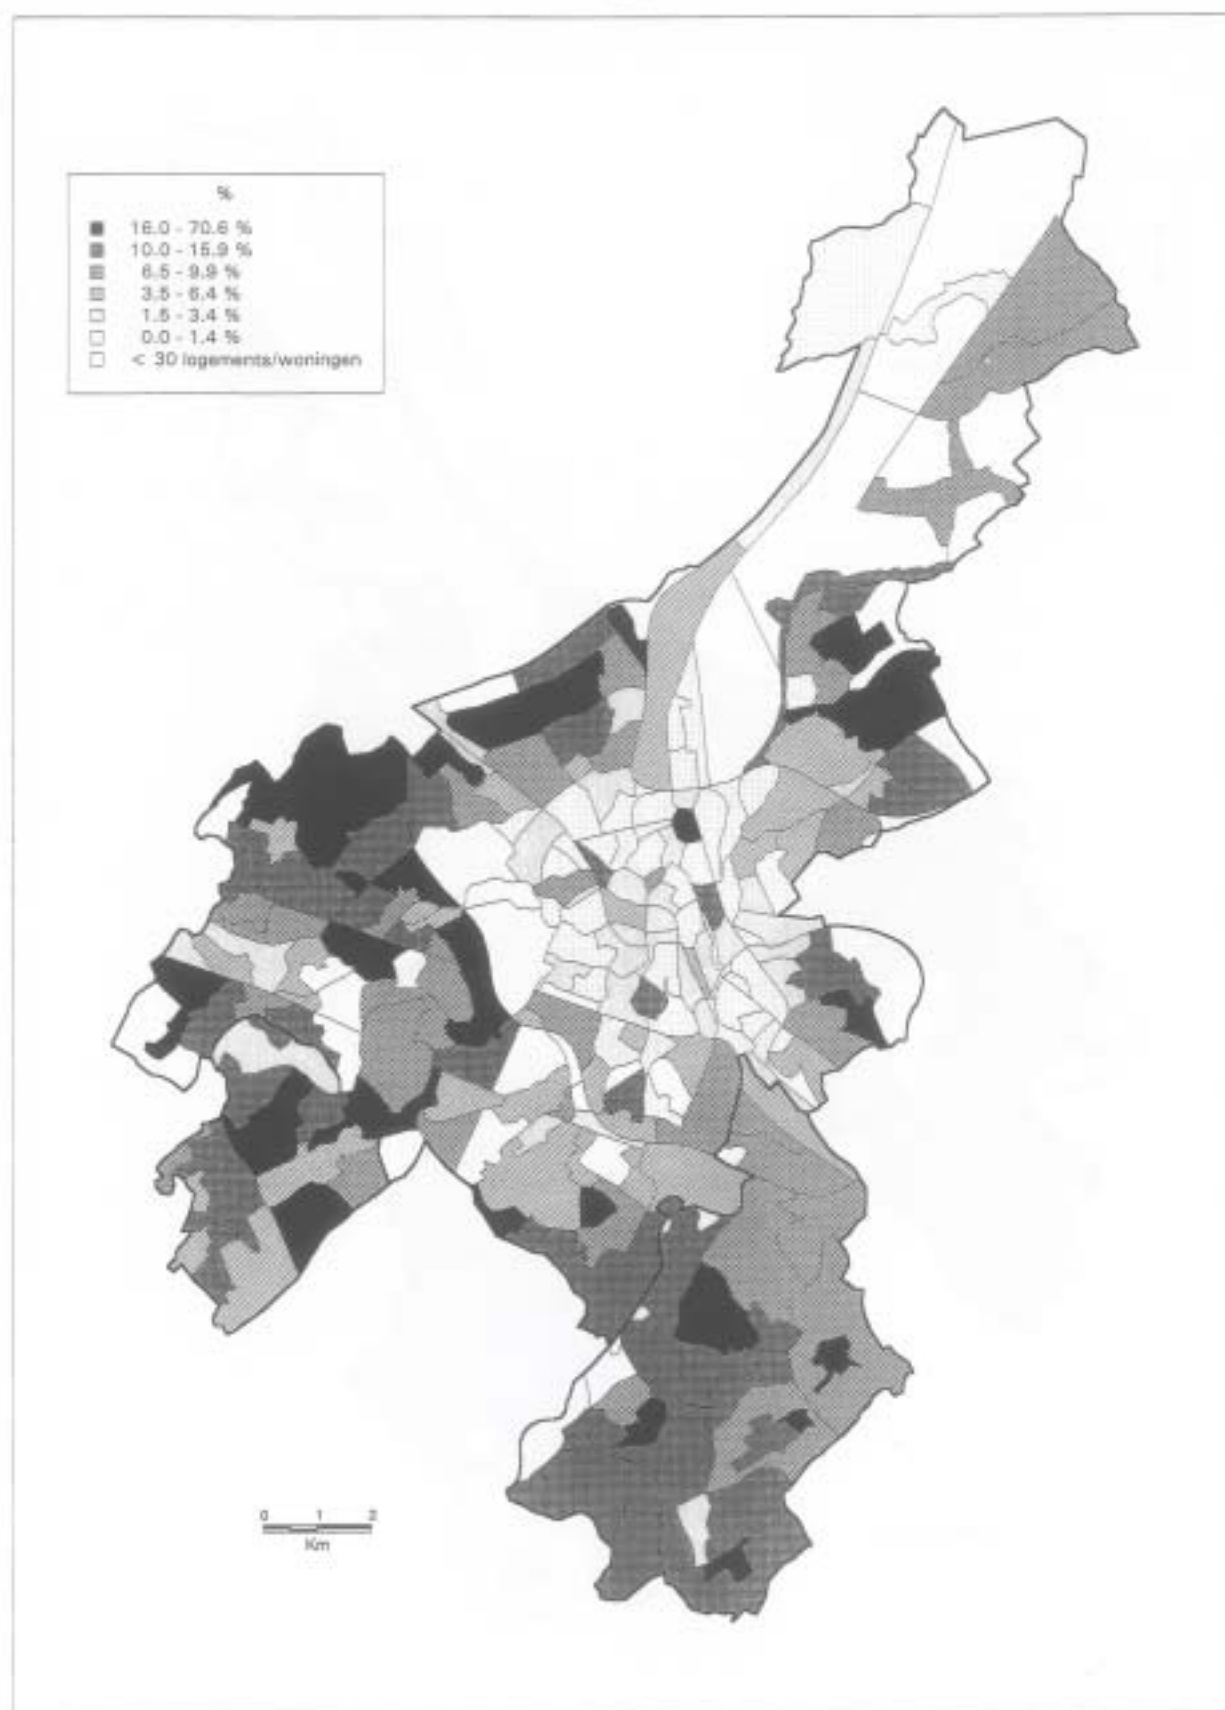 %
16.0 - 70.6 %
10.0 - 15.9 %
6.5 - 9.9 %
3.5 - 6.4 %
1.5 - 3.4 %
0.0 - 1.4 %
< 30 logements/woningen
0 1 2
Km